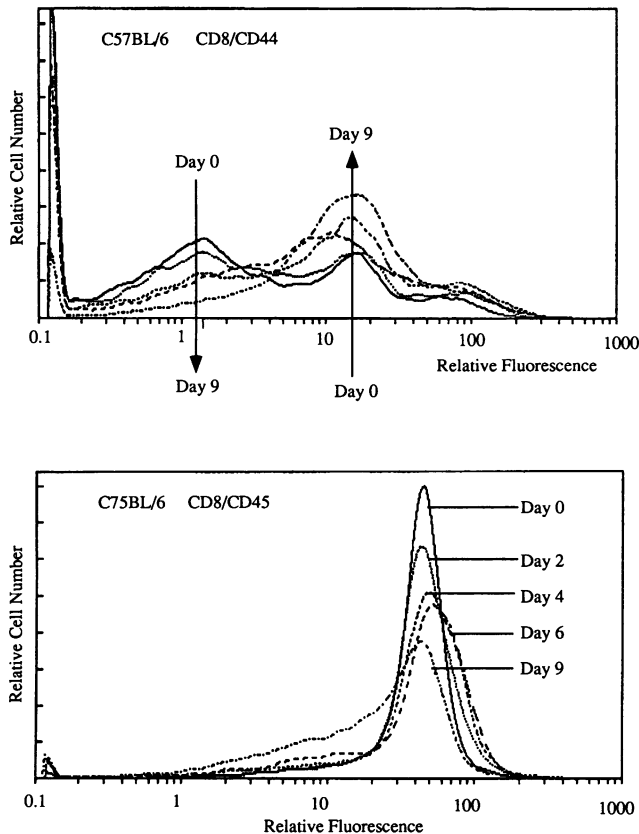 C57BL/6 CD8/CD44
Relative Cell Number
Day 0
Day 9
0.1 1 10 100 1000
Relative Fluorescence
Day 9
Day 0
C75BL/6 CD8/CD45
Relative Cell Number
Day 0
Day 2
Day 4
Day 6
Day 9
0.1 1 10 100 1000
Relative Fluorescence